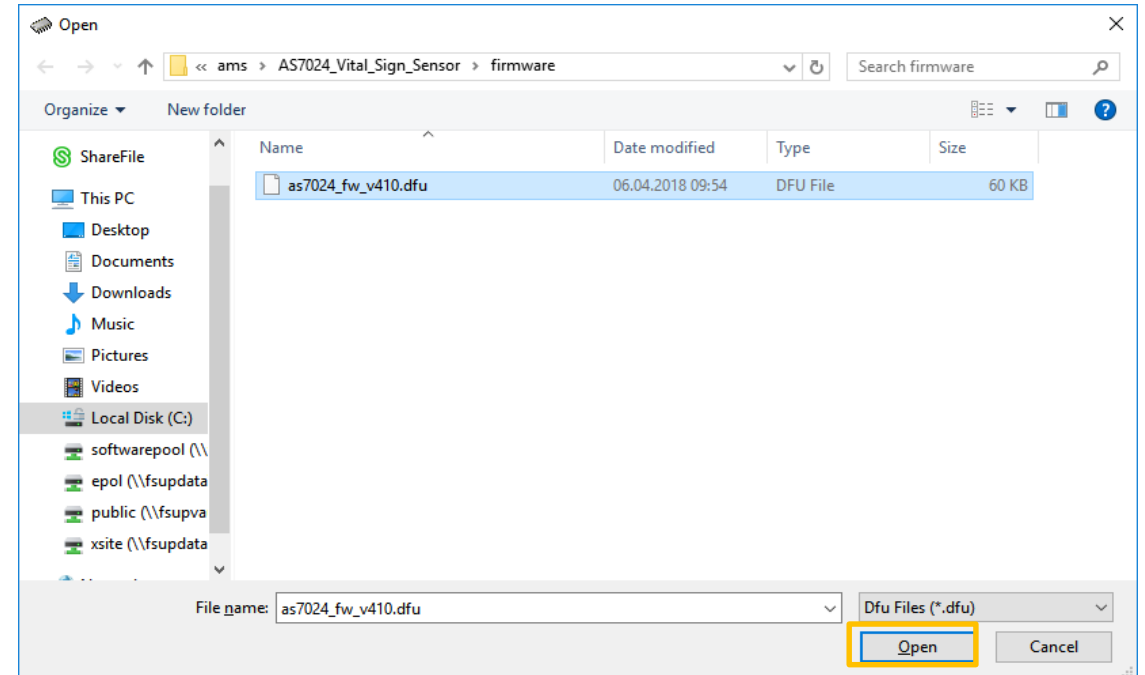 Open
« ams > AS7024_Vital_Sign_Sensor > firmware
Search firmware
Organize
New folder
Name
Date modified
Type
Size
as7024_fw_v410.dfu
06.04.2018 09:54
DFU File
60 KB
ShareFile
This PC
Desktop
Documents
Downloads
Music
Pictures
Videos
Local Disk (C:)
softwarepool (\\
epol (\\fsupdata
public (\\fsupva
xsite (\\fsupdata
File name:
as7024_fw_v410.dfu
Dfu Files (*.dfu)
Open
Cancel